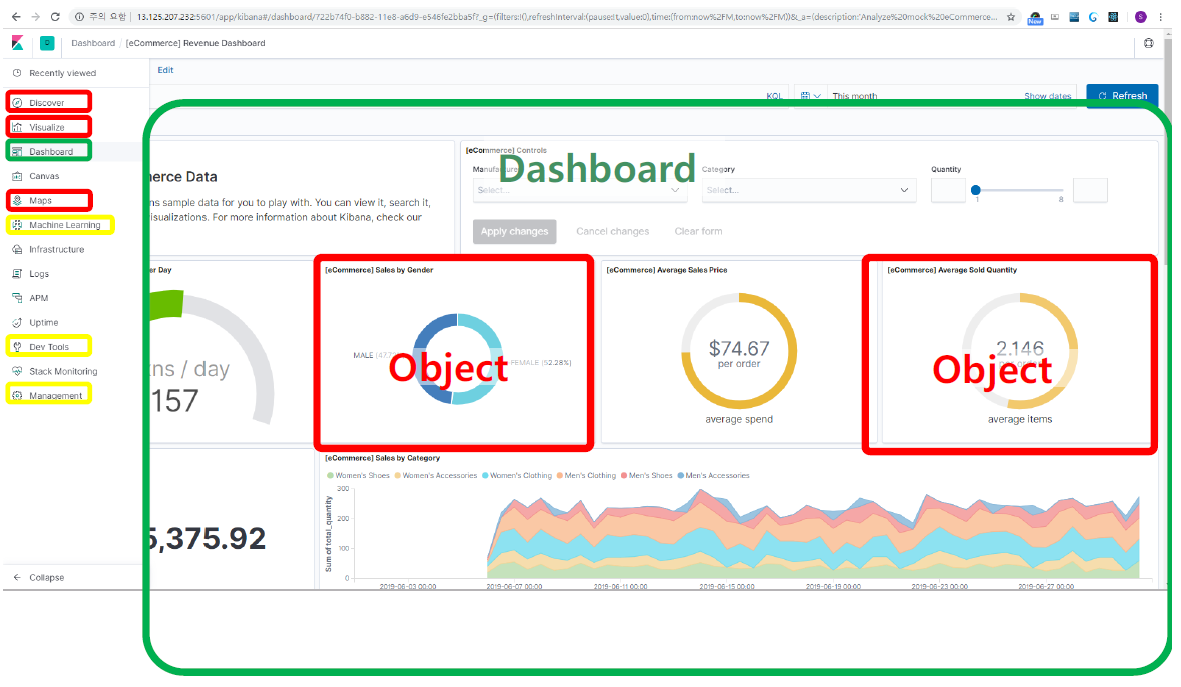 주의 요함 | 13.125.207.232:5601/app/kibana#/dashboard/722b74f0-b882-11e8-a6d9-e546fe2bba5f?_g=(filters:!(),refreshInterval:(pause:!t,value:0),time:(from:now%2FM,to:now%2FM))&_a=(description:'Analyze%20mock%20eCommerce...
New
S
D
Dashboard / [eCommerce] Revenue Dashboard
Recently viewed
Discover
Visualize
Dashboard
Canvas
Maps
Machine Learning
Infrastructure
Logs
APM
Uptime
Dev Tools
Stack Monitoring
Management
Collapse
Edit
KQL
This month
Show dates
Refresh
Dashboard
nerce Data
ns sample data for you to play with. You can view it, search it,
isualizations. For more information about Kibana, check our
[eCommerce] Controls
Manufacturer
Select...
Category
Select...
Quantity
1
8
Apply changes
Cancel changes
Clear form
er Day
ns / day
157
[eCommerce] Sales by Gender
MALE
FEMALE (52.28%)
Object
[eCommerce] Average Sales Price
$74.67
per order
average spend
[eCommerce] Average Sold Quantity
2.146
Object
average items
5,375.92
[eCommerce] Sales by Category
Women's Shoes
Women's Accessories
Women's Clothing
Men's Clothing
Men's Shoes
Men's Accessories
Sum of total_quantity
300
200
100
0
2019-06-03 00:00
2019-06-07 00:00
2019-06-11 00:00
2019-06-15 00:00
2019-06-19 00:00
2019-06-23 00:00
2019-06-27 00:00